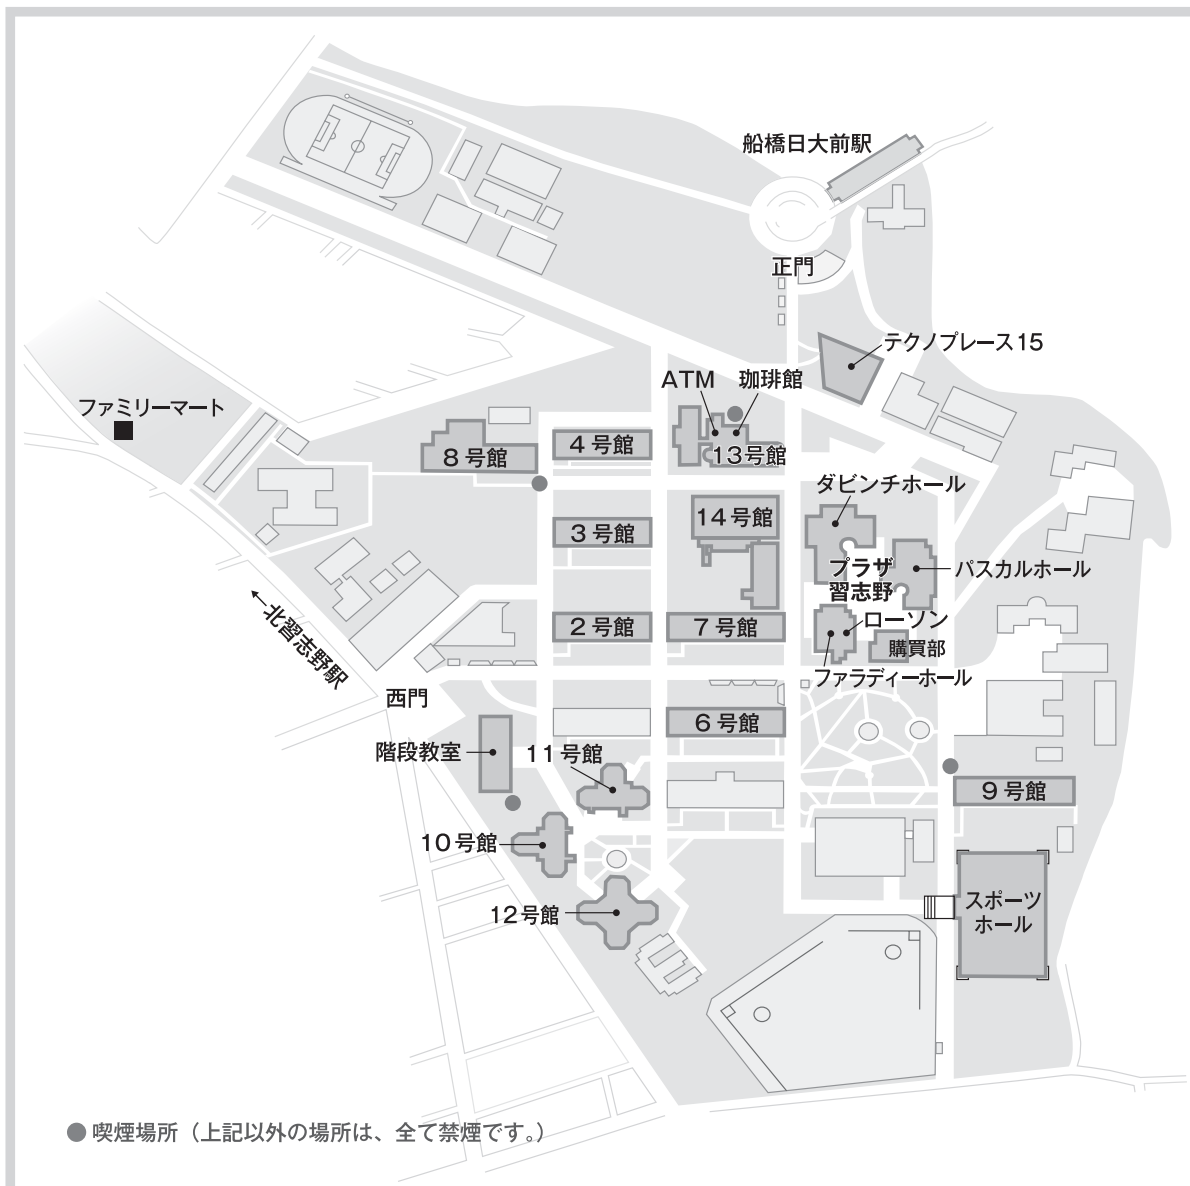 船橋日大前駅
正門
テクノプレース15
ATM
珈琲館
ファミリーマート
8号館
4号館
13号館
ダビンチホール
14号館
3号館
プラザ
習志野
パスカルホール
←北習志野駅
2号館
7号館
ローソン
購買部
ファラディーホール
西門
6号館
階段教室
11号館
9号館
10号館
スポーツ
ホール
12号館
●喫煙場所(上記以外の場所は、全て禁煙です。)